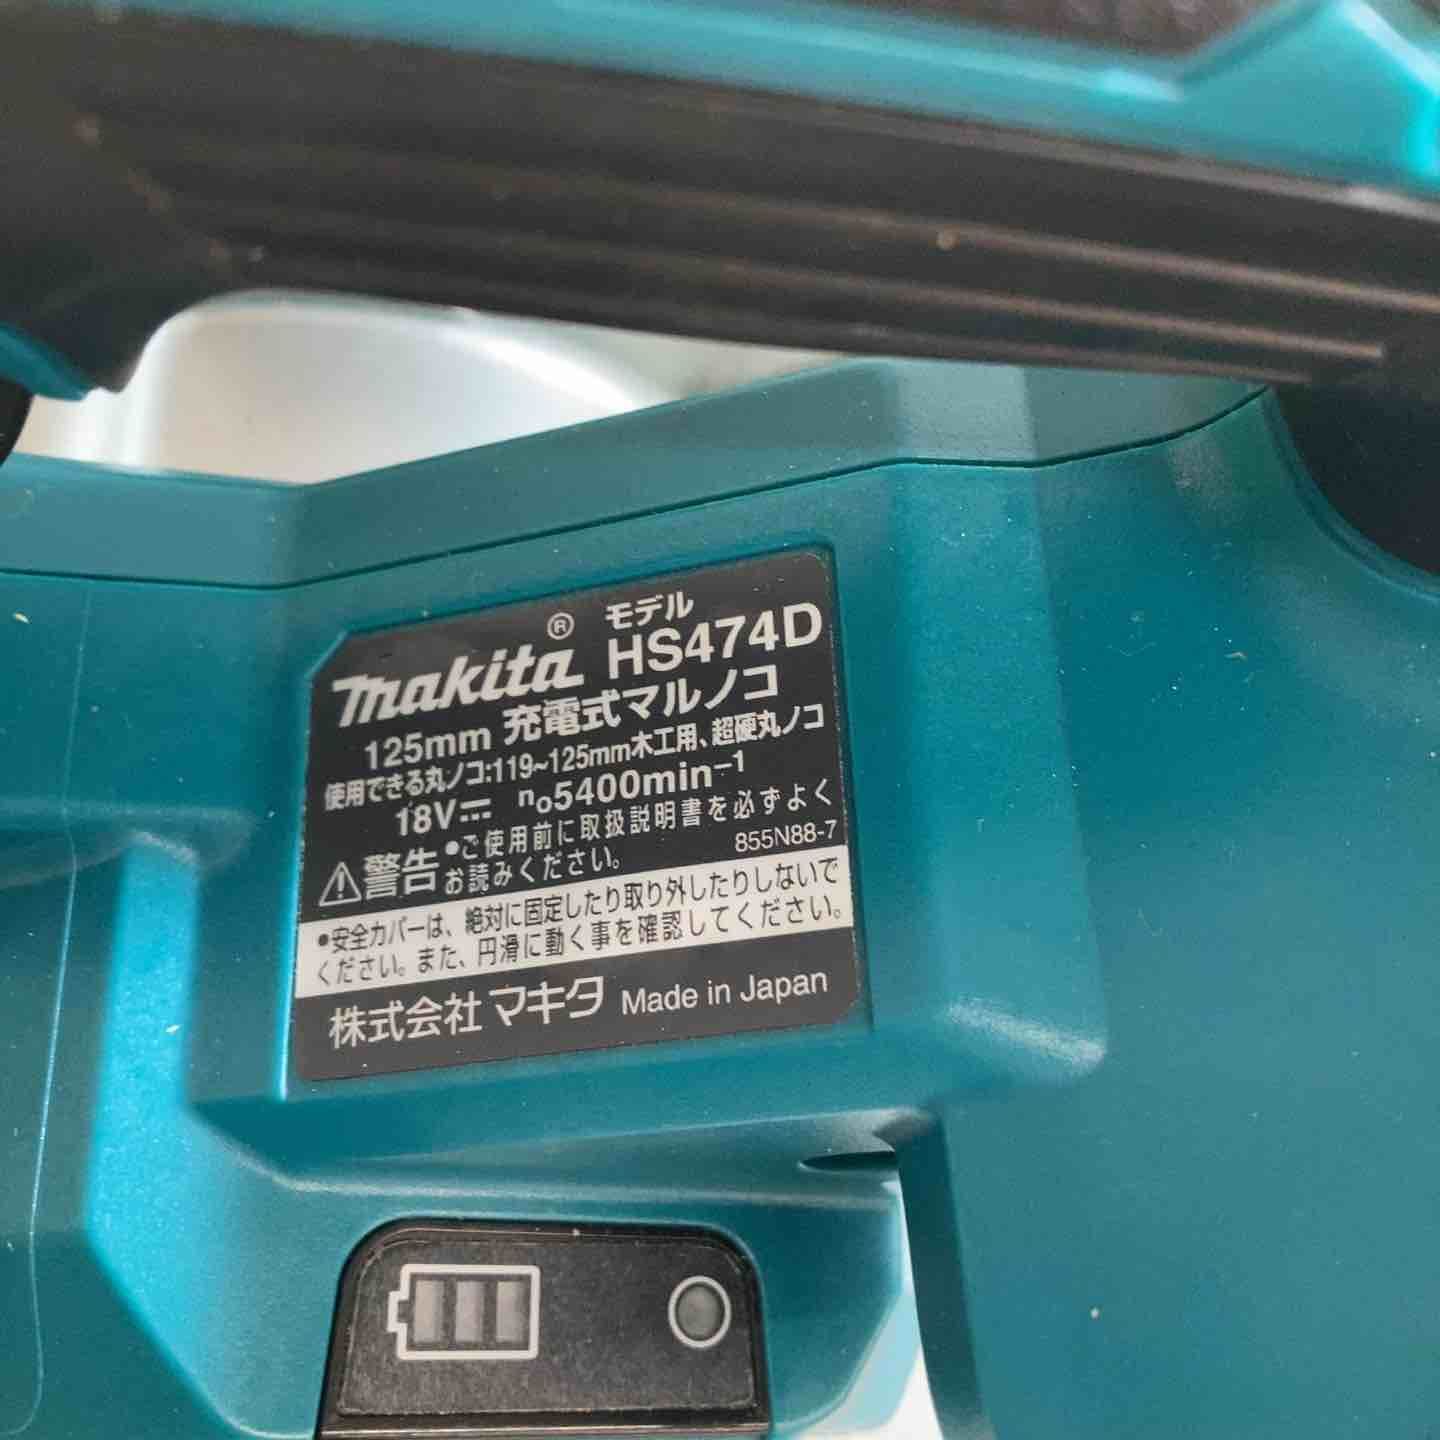 makita® モデル HS474D
125mm 充電式マルノコ
使用できる丸ノコ:119~125mm木工用、超硬丸ノコ
18V⎓ n₀5400min⁻¹
⚠警告 •ご使用前に取扱説明書を必ずよく
お読みください。 855N88-7
•安全カバーは、絶対に固定したり取り外したりしないで
ください。また、円滑に動く事を確認してください。
株式会社マキタ Made in Japan